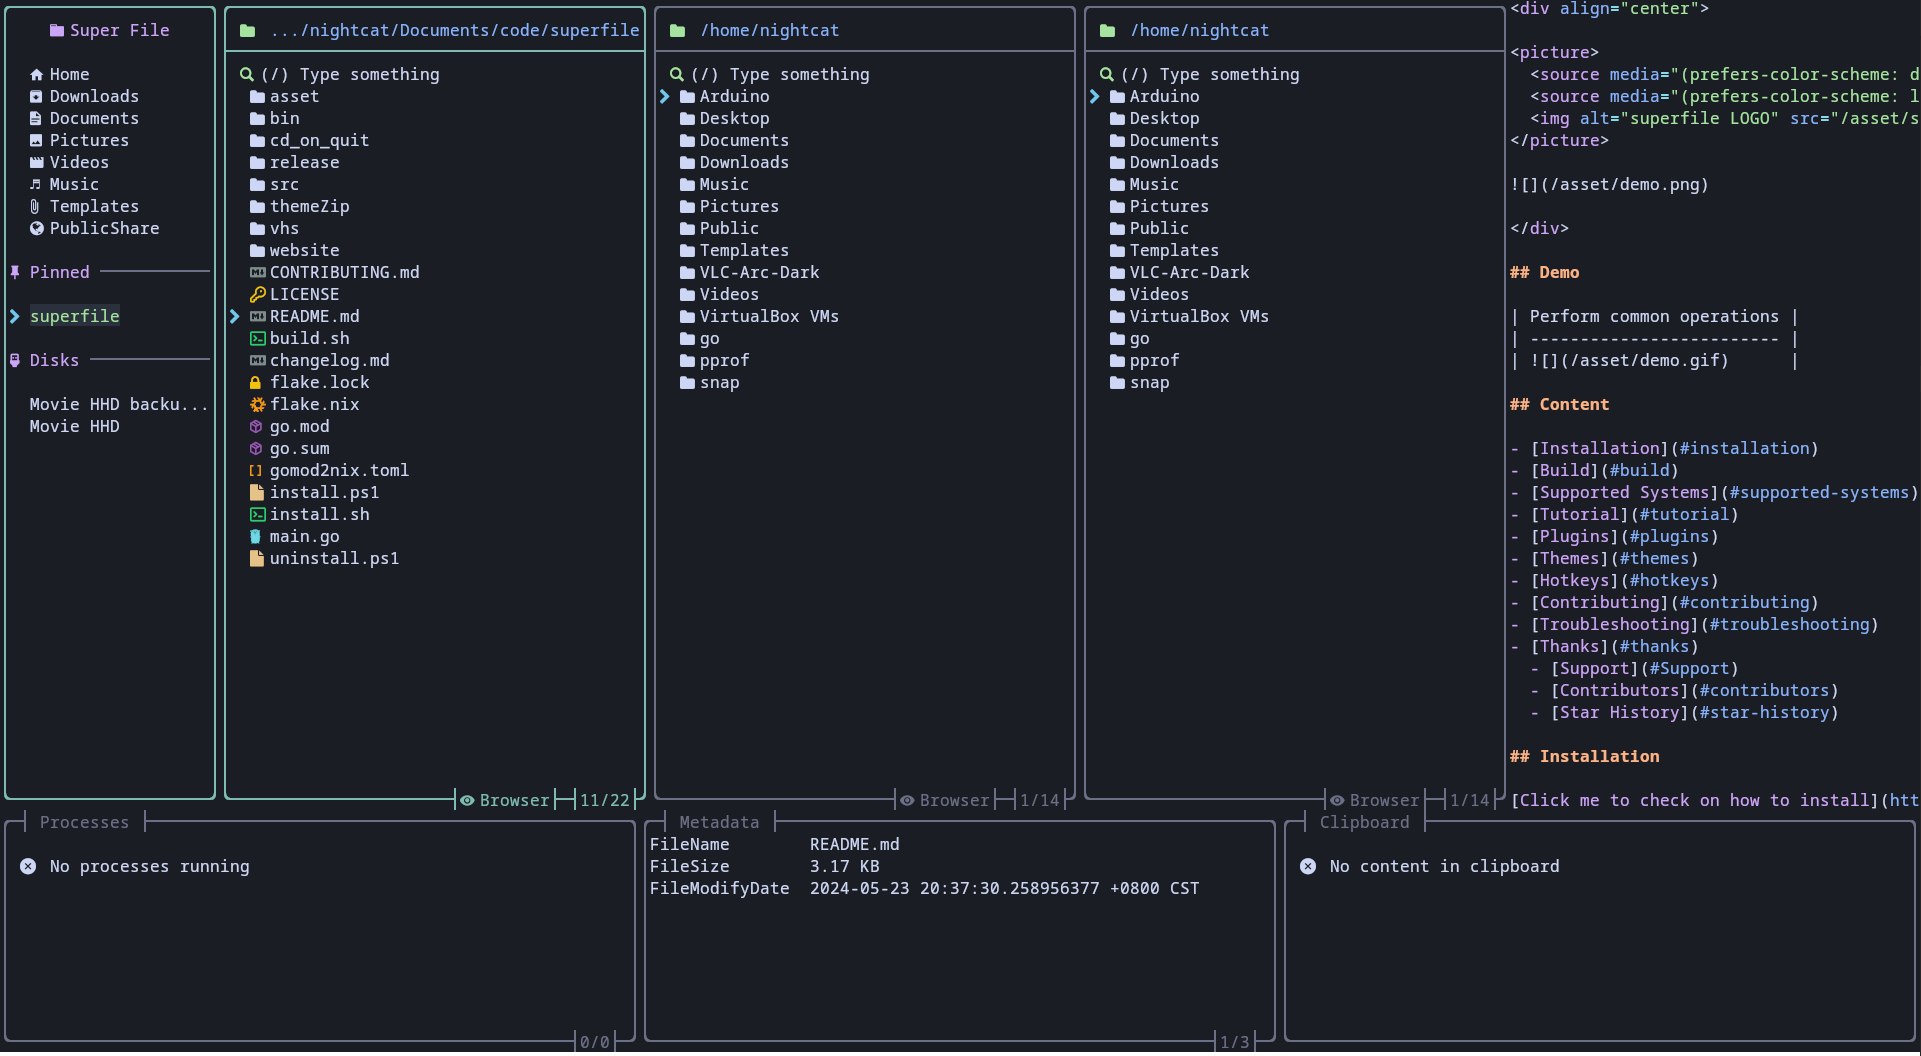 Super File
Home
Downloads
Documents
Pictures
Videos
Music
Templates
PublicShare
Pinned
superfile
Disks
Movie HHD backu...
Movie HHD
.../nightcat/Documents/code/superfile
(/) Type something
asset
bin
cd_on_quit
release
src
themeZip
vhs
website
CONTRIBUTING.md
LICENSE
README.md
build.sh
changelog.md
flake.lock
flake.nix
go.mod
go.sum
gomod2nix.toml
install.ps1
install.sh
main.go
uninstall.ps1
Browser 11/22
/home/nightcat
(/) Type something
Arduino
Desktop
Documents
Downloads
Music
Pictures
Public
Templates
VLC-Arc-Dark
Videos
VirtualBox VMs
go
pprof
snap
Browser 1/14
/home/nightcat
(/) Type something
Arduino
Desktop
Documents
Downloads
Music
Pictures
Public
Templates
VLC-Arc-Dark
Videos
VirtualBox VMs
go
pprof
snap
Browser 1/14
<div align="center">
<picture>
<source media="(prefers-color-scheme: d
<source media="(prefers-color-scheme: l
<img alt="superfile LOGO" src="/asset/s
</picture>
![](/asset/demo.png)
</div>
## Demo
| Perform common operations |
| ------------------------- |
| ![](/asset/demo.gif) |
## Content
- [Installation](#installation)
- [Build](#build)
- [Supported Systems](#supported-systems)
- [Tutorial](#tutorial)
- [Plugins](#plugins)
- [Themes](#themes)
- [Hotkeys](#hotkeys)
- [Contributing](#contributing)
- [Troubleshooting](#troubleshooting)
- [Thanks](#thanks)
- [Support](#Support)
- [Contributors](#contributors)
- [Star History](#star-history)
## Installation
[Click me to check on how to install](htt
Processes
No processes running
0/0
Metadata
FileName README.md
FileSize 3.17 KB
FileModifyDate 2024-05-23 20:37:30.258956377 +0800 CST
1/3
Clipboard
No content in clipboard